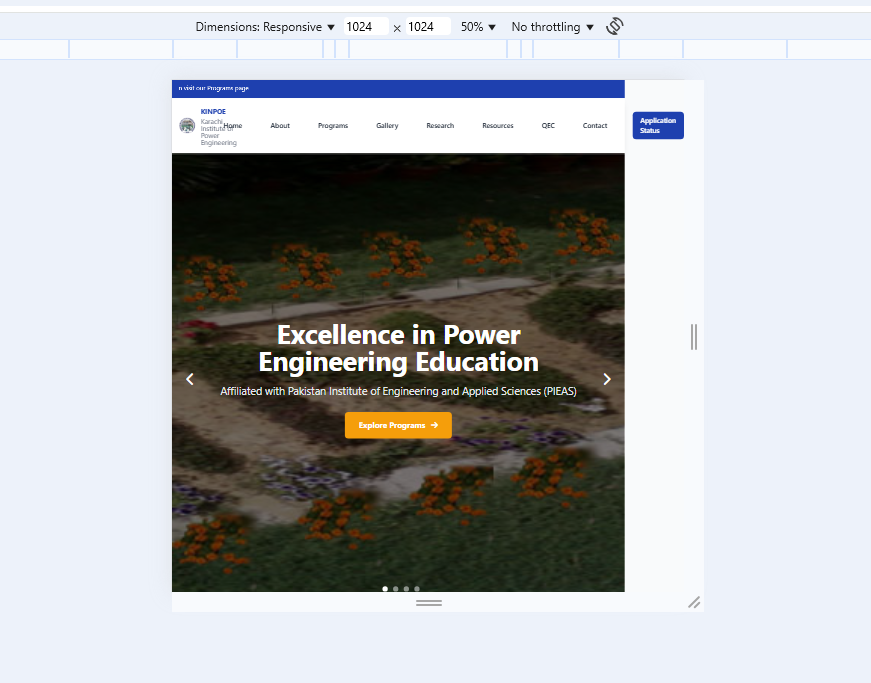 Dimensions: Responsive ▼ 1024 × 1024 50% ▼ No throttling ▼
n visit our Programs page
KINPOE
Karachi
Institute of
Power
Engineering
Home About Programs Gallery Research Resources QEC Contact
Application
Status
Excellence in Power
Engineering Education
Affiliated with Pakistan Institute of Engineering and Applied Sciences (PIEAS)
Explore Programs →